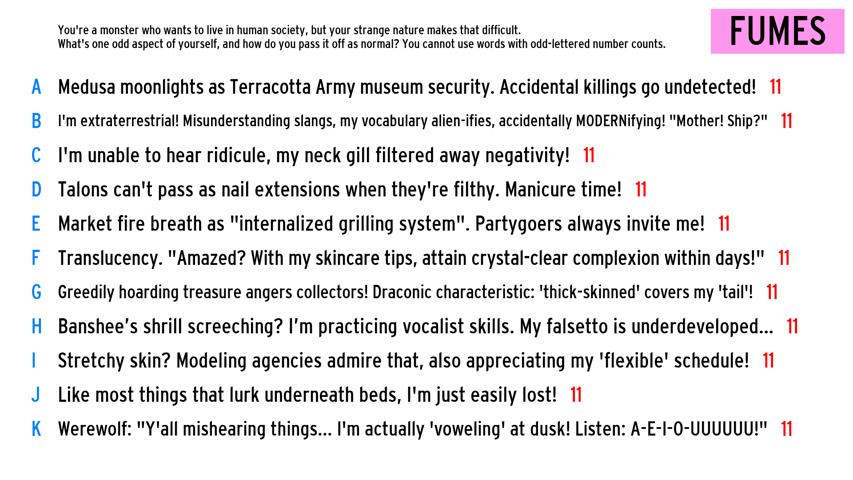 You're a monster who wants to live in human society, but your strange nature makes that difficult.
What's one odd aspect of yourself, and how do you pass it off as normal? You cannot use words with odd-lettered number counts.
FUMES
A Medusa moonlights as Terracotta Army museum security. Accidental killings go undetected! 11
B I'm extraterrestrial! Misunderstanding slangs, my vocabulary alien-ifies, accidentally MODERNifying! "Mother! Ship?" 11
C I'm unable to hear ridicule, my neck gill filtered away negativity! 11
D Talons can't pass as nail extensions when they're filthy. Manicure time! 11
E Market fire breath as "internalized grilling system". Partygoers always invite me! 11
F Translucency. "Amazed? With my skincare tips, attain crystal-clear complexion within days!" 11
G Greedily hoarding treasure angers collectors! Draconic characteristic: 'thick-skinned' covers my 'tail'! 11
H Banshee’s shrill screeching? I’m practicing vocalist skills. My falsetto is underdeveloped... 11
I Stretchy skin? Modeling agencies admire that, also appreciating my 'flexible' schedule! 11
J Like most things that lurk underneath beds, I'm just easily lost! 11
K Werewolf: "Y'all mishearing things... I'm actually 'voweling' at dusk! Listen: A-E-I-O-UUUUUU!" 11